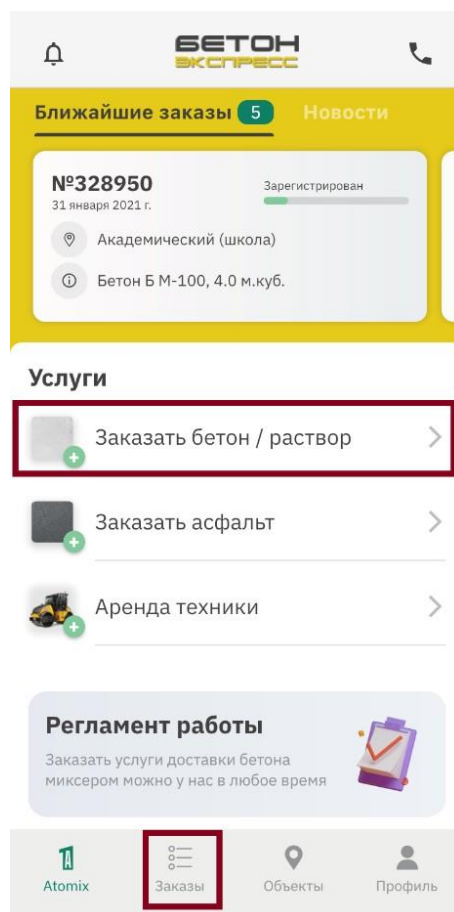 БЕТОН
ЭКСПРЕСС
Ближайшие заказы 5 Новости
№328950
Зарегистрирован
31 января 2021 г.
Академический (школа)
Бетон Б М-100, 4.0 м.куб.
Услуги
Заказать бетон / раствор
Заказать асфальт
Аренда техники
Регламент работы
Заказать услуги доставки бетона
миксером можно у нас в любое время
Atomix Заказы Объекты Профиль